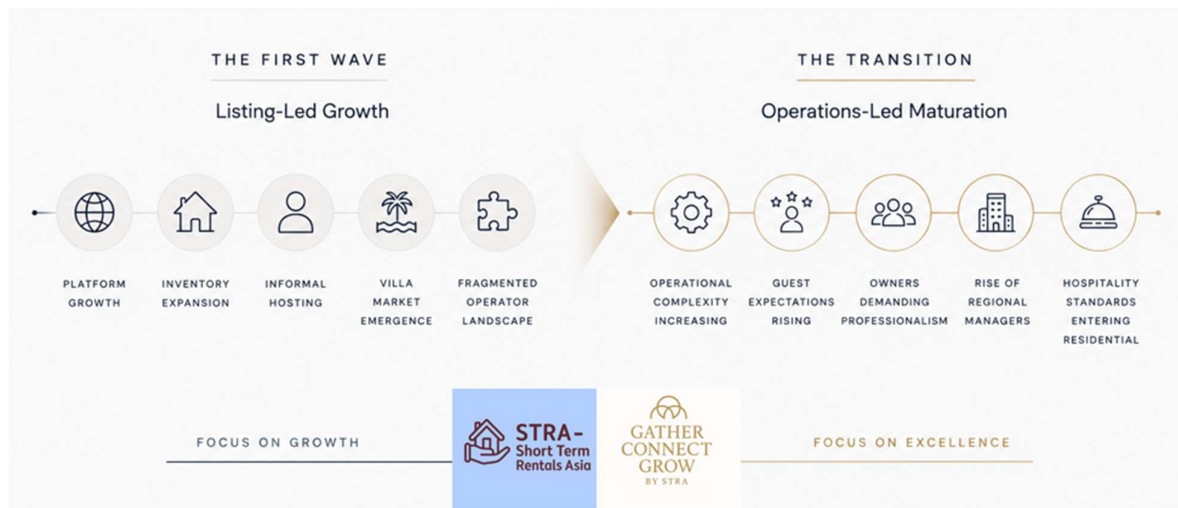 THE FIRST WAVE
Listing-Led Growth
PLATFORM
GROWTH
INVENTORY
EXPANSION
INFORMAL
HOSTING
VILLA
MARKET
EMERGENCE
FRAGMENTED
OPERATOR
LANDSCAPE
FOCUS ON GROWTH
THE TRANSITION
Operations-Led Maturation
OPERATIONAL
COMPLEXITY
INCREASING
GUEST
EXPECTATIONS
RISING
OWNERS
DEMANDING
PROFESSIONALISM
RISE OF
REGIONAL
MANAGERS
HOSPITALITY
STANDARDS
ENTERING
RESIDENTIAL
FOCUS ON EXCELLENCE
STRA-
Short Term
Rentals Asia
GATHER
CONNECT
GROW
BY STRA